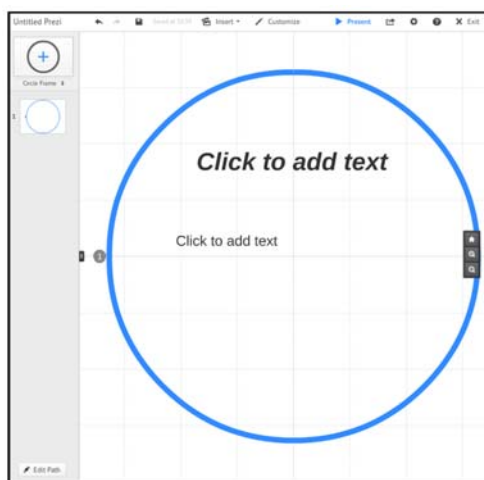 Untitled Prezi
Insert
Customize
Present
Exit
Circle Frame
1
Click to add text
Click to add text
1
Edit Path